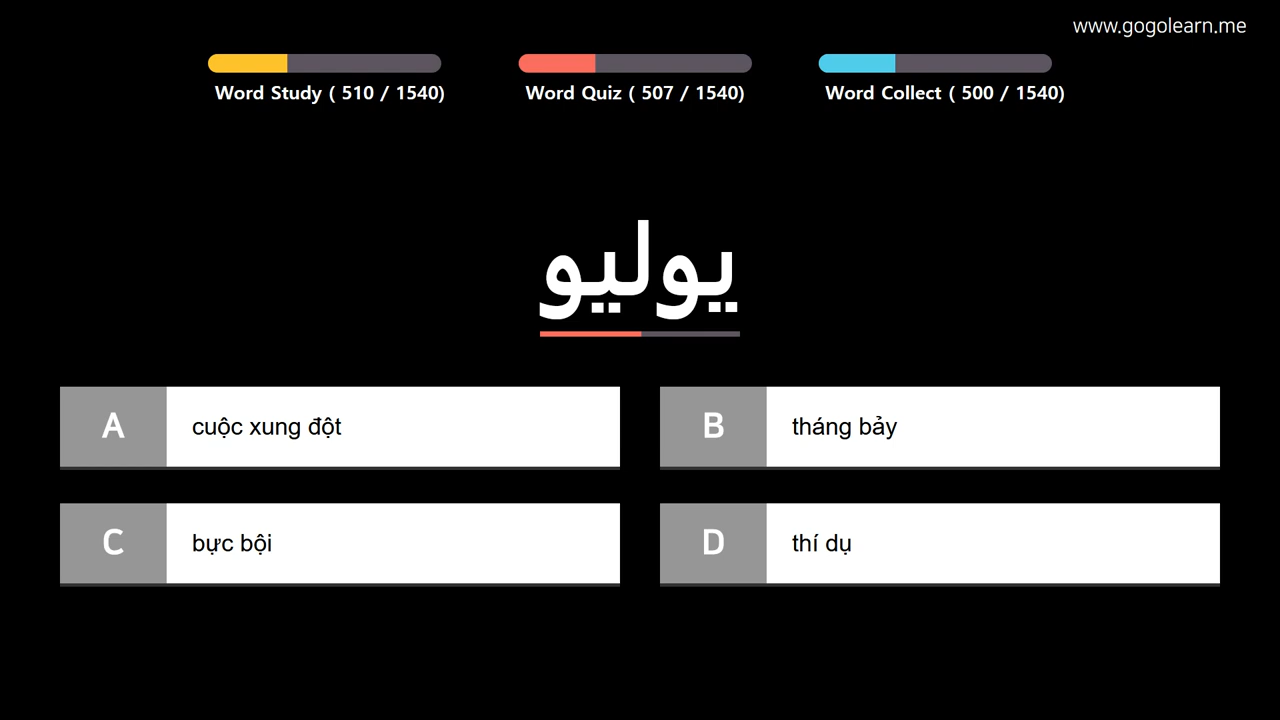 www.gogolearn.me
Word Study ( 510 / 1540)
Word Quiz ( 507 / 1540)
Word Collect ( 500 / 1540)
يوليو
A
cuộc xung đột
B
tháng bảy
C
bực bội
D
thí dụ